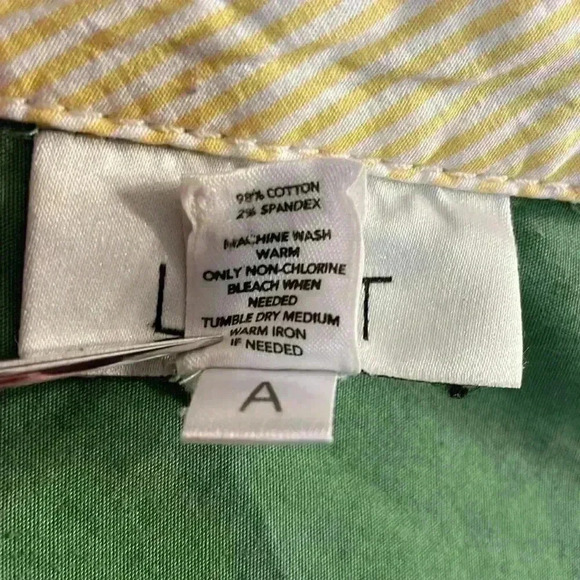 98% COTTON
2% SPANDEX
MACHINE WASH
WARM
ONLY NON-CHLORINE
BLEACH WHEN
NEEDED
TUMBLE DRY MEDIUM
WARM IRON
IF NEEDED
A